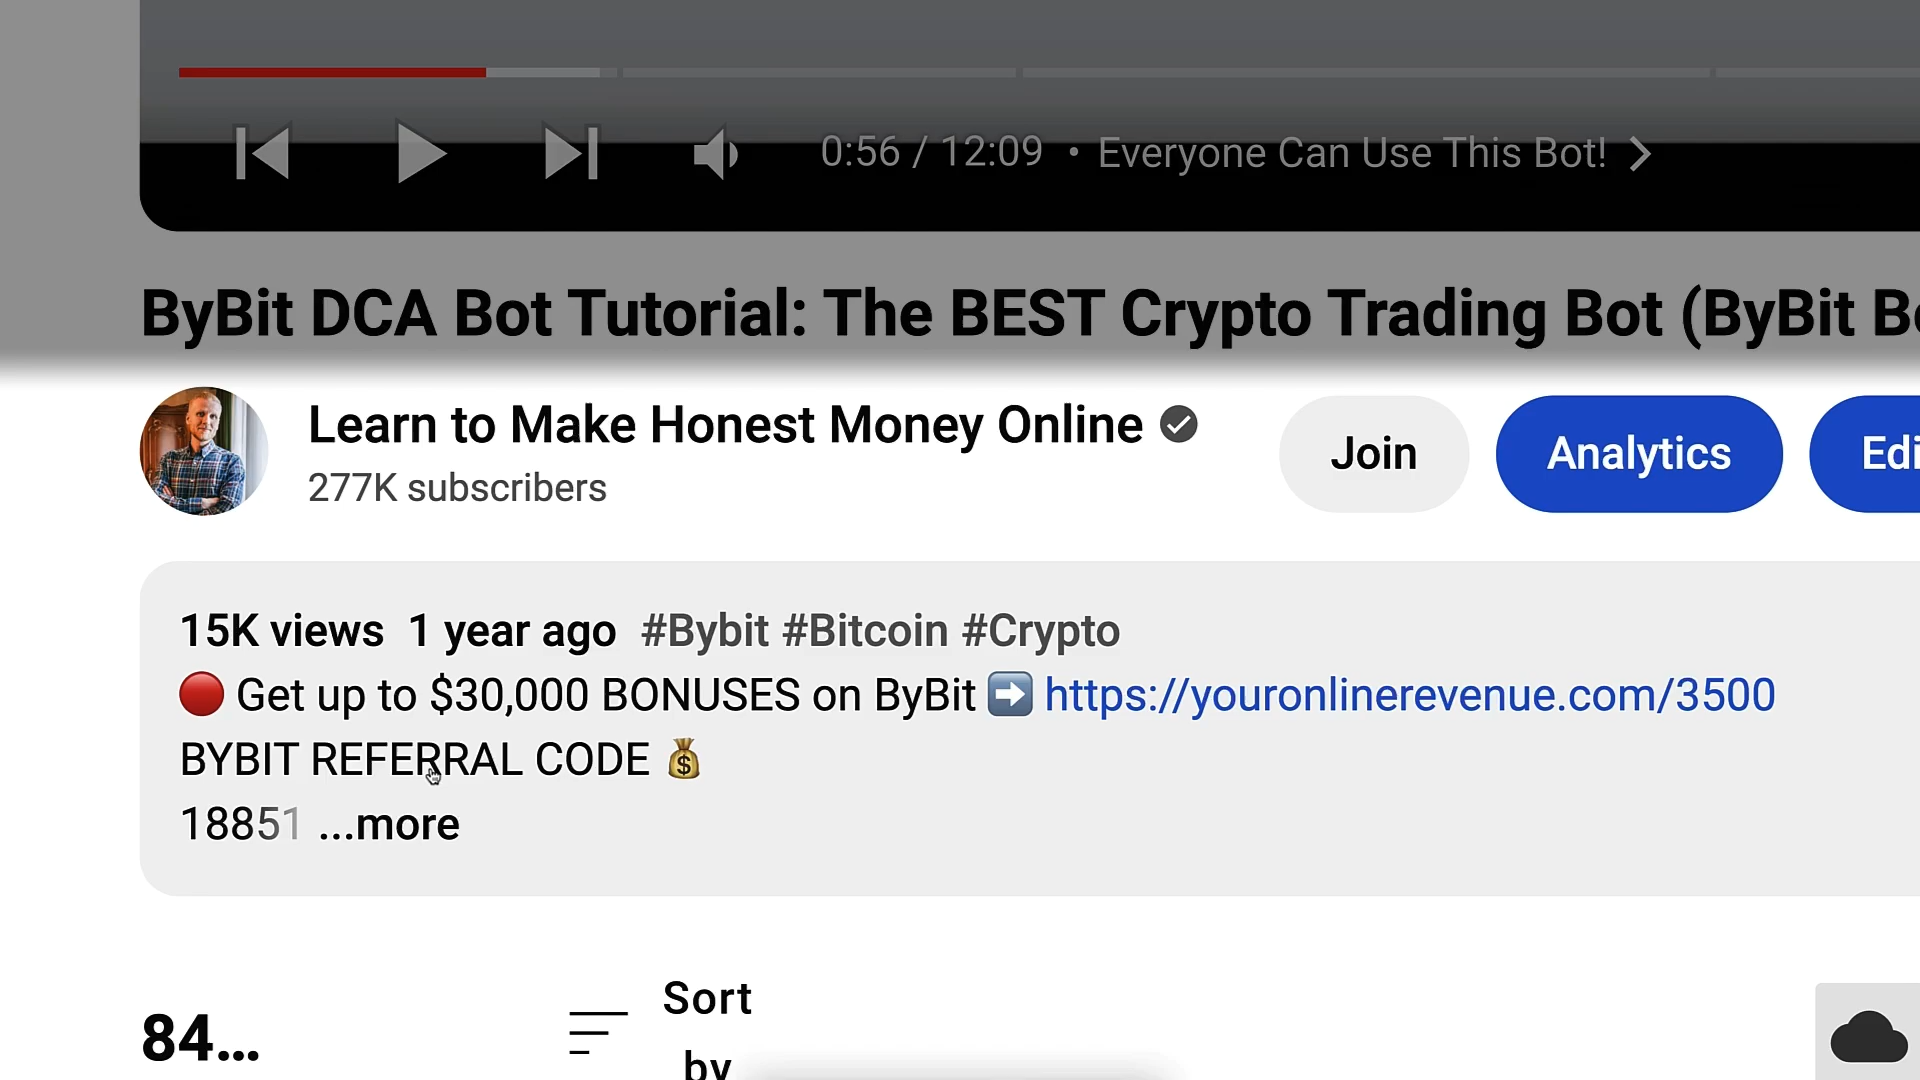 0:56 / 12:09 • Everyone Can Use This Bot!
ByBit DCA Bot Tutorial: The BEST Crypto Trading Bot (ByBit
Learn to Make Honest Money Online
277K subscribers
Join
Analytics
15K views 1 year ago #Bybit #Bitcoin #Crypto
🔴 Get up to $30,000 BONUSES on ByBit ➡️ https://youronlinerevenue.com/3500
BYBIT REFERRAL CODE 💰
18851 ...more
84...
Sort
by